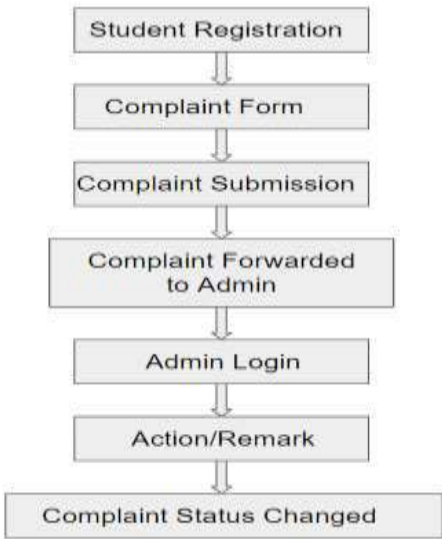 Student Registration
Complaint Form
Complaint Submission
Complaint Forwarded
to Admin
Admin Login
Action/Remark
Complaint Status Changed